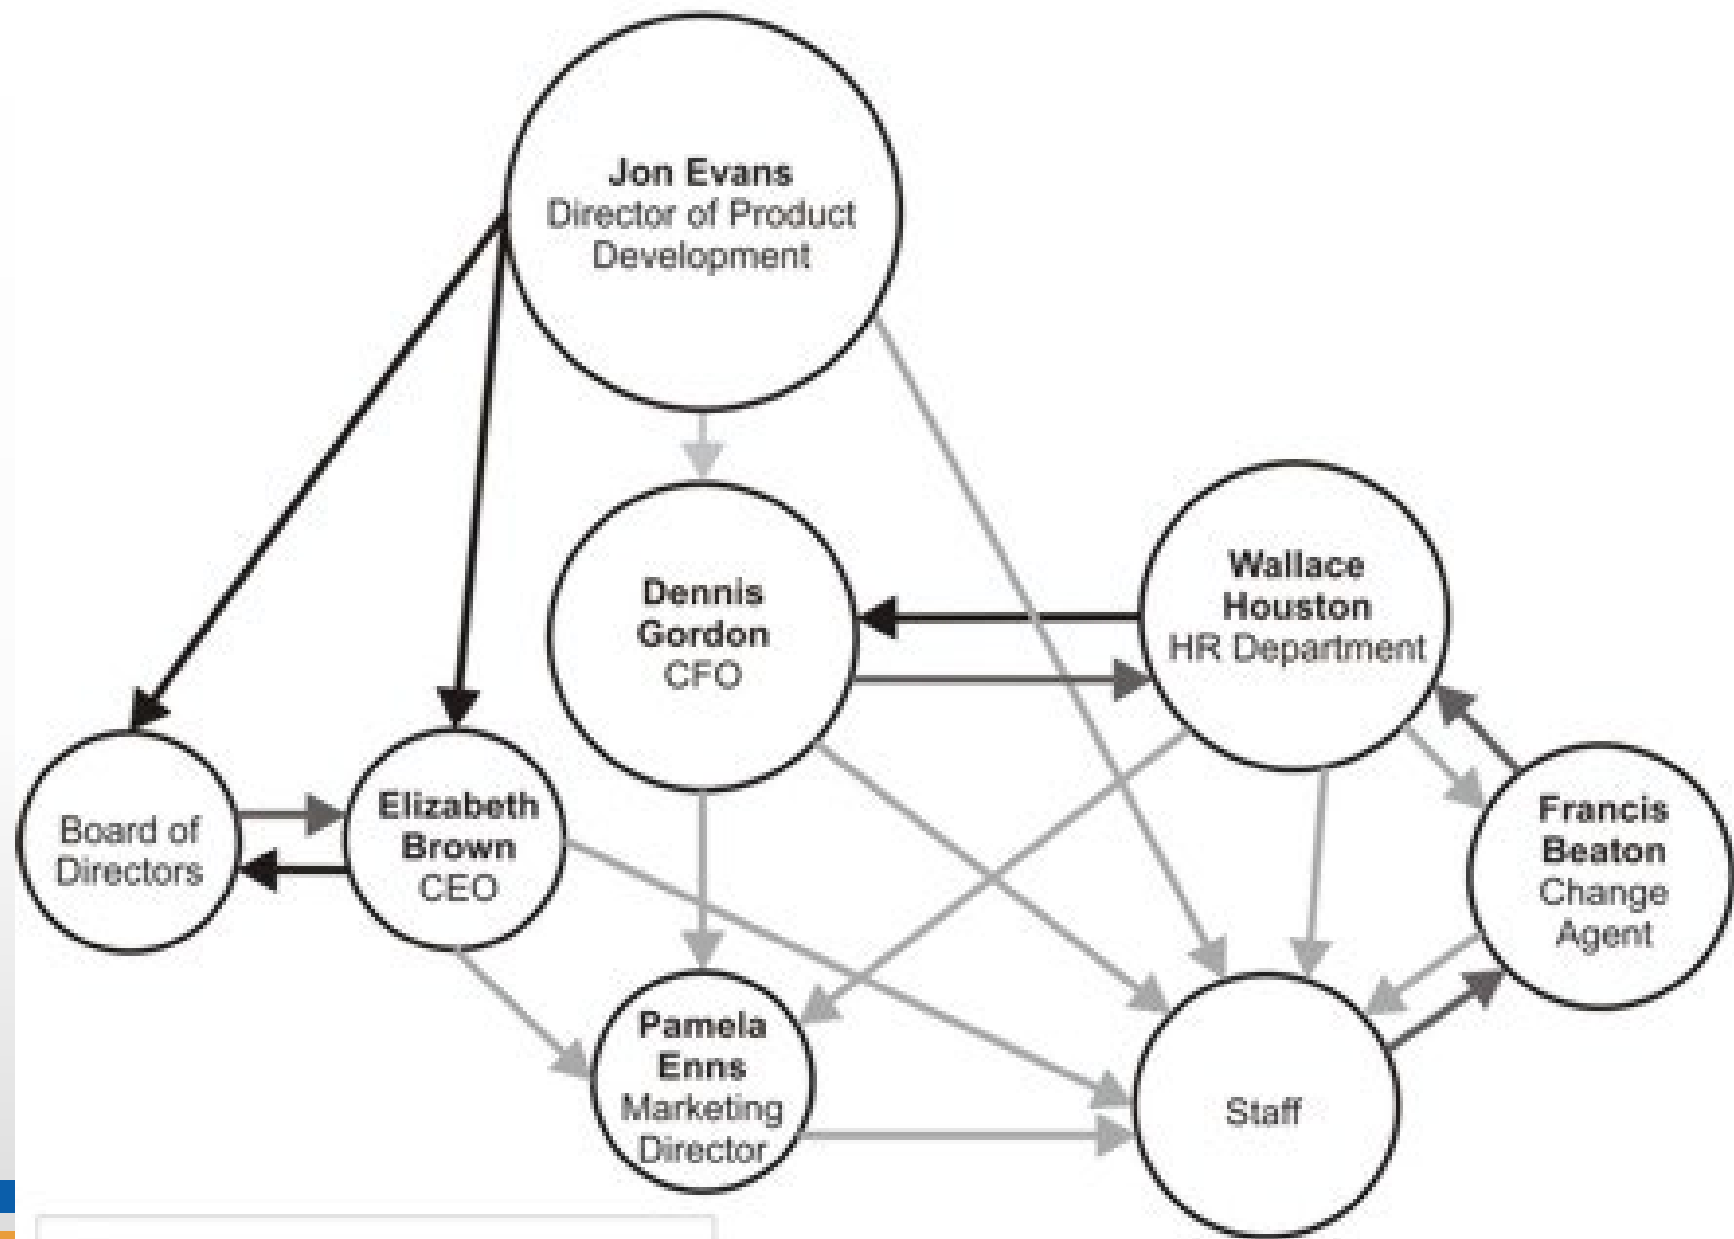 Jon Evans
Director of Product
Development
Dennis
Gordon
CFO
Wallace
Houston
HR Department
Board of
Directors
Elizabeth
Brown
CEO
Francis
Beaton
Change
Agent
Pamela
Enns
Marketing
Director
Staff